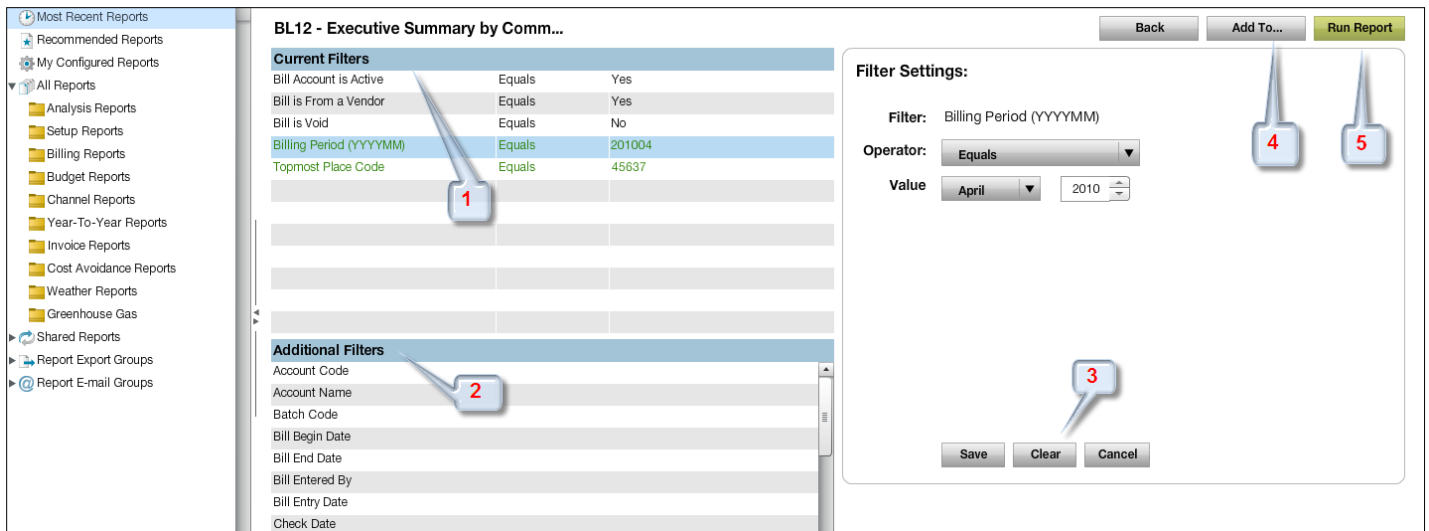 Most Recent Reports
Recommended Reports
My Configured Reports
All Reports
Analysis Reports
Setup Reports
Billing Reports
Budget Reports
Channel Reports
Year-To-Year Reports
Invoice Reports
Cost Avoidance Reports
Weather Reports
Greenhouse Gas
Shared Reports
Report Export Groups
@ Report E-mail Groups
BL12 - Executive Summary by Comm...
Back Add To... Run Report
Current Filters
Bill Account is Active Equals Yes
Bill is From a Vendor Equals Yes
Bill is Void Equals No
Billing Period (YYYYMM) Equals 201004
Topmost Place Code Equals 45637
1
Additional Filters
Account Code
Account Name
Batch Code
Bill Begin Date
Bill End Date
Bill Entered By
Bill Entry Date
Check Date
2
Filter Settings:
Filter: Billing Period (YYYYMM)
Operator: Equals
Value April 2010
4
5
3
Save Clear Cancel